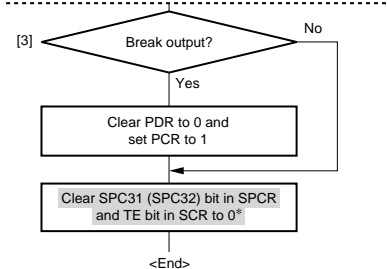 [3]
Break output?
No
Yes
Clear PDR to 0 and
set PCR to 1
Clear SPC31 (SPC32) bit in SPCR
and TE bit in SCR to 0*
<End>